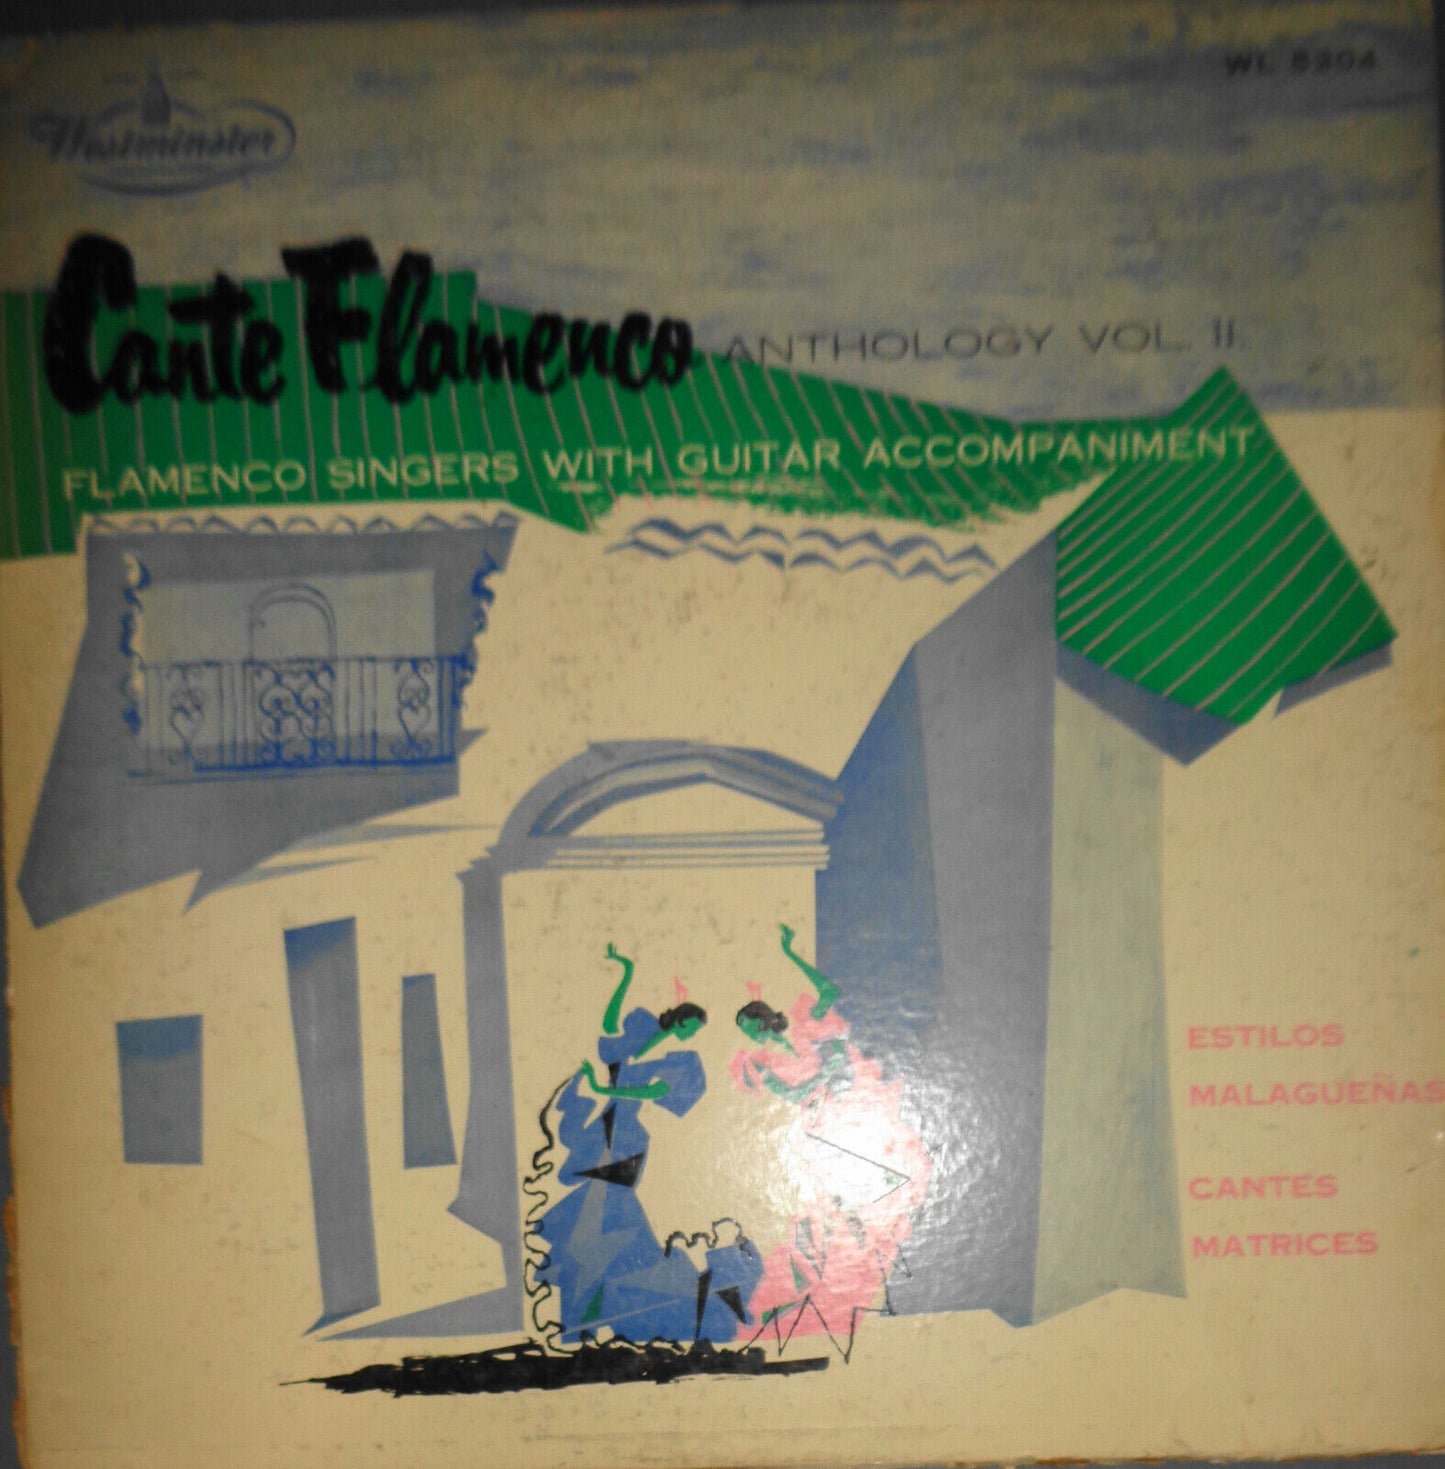 WL 5304
Westminster
Cante Flamenco ANTHOLOGY VOL. II.
FLAMENCO SINGERS WITH GUITAR ACCOMPANIMENT
ESTILOS
MALAGUEÑAS
CANTES
MATRICES